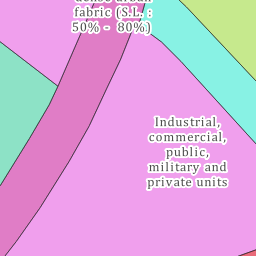 fabric (S.L. :
50% - 80%)
Industrial,
commercial,
public,
military and
private units